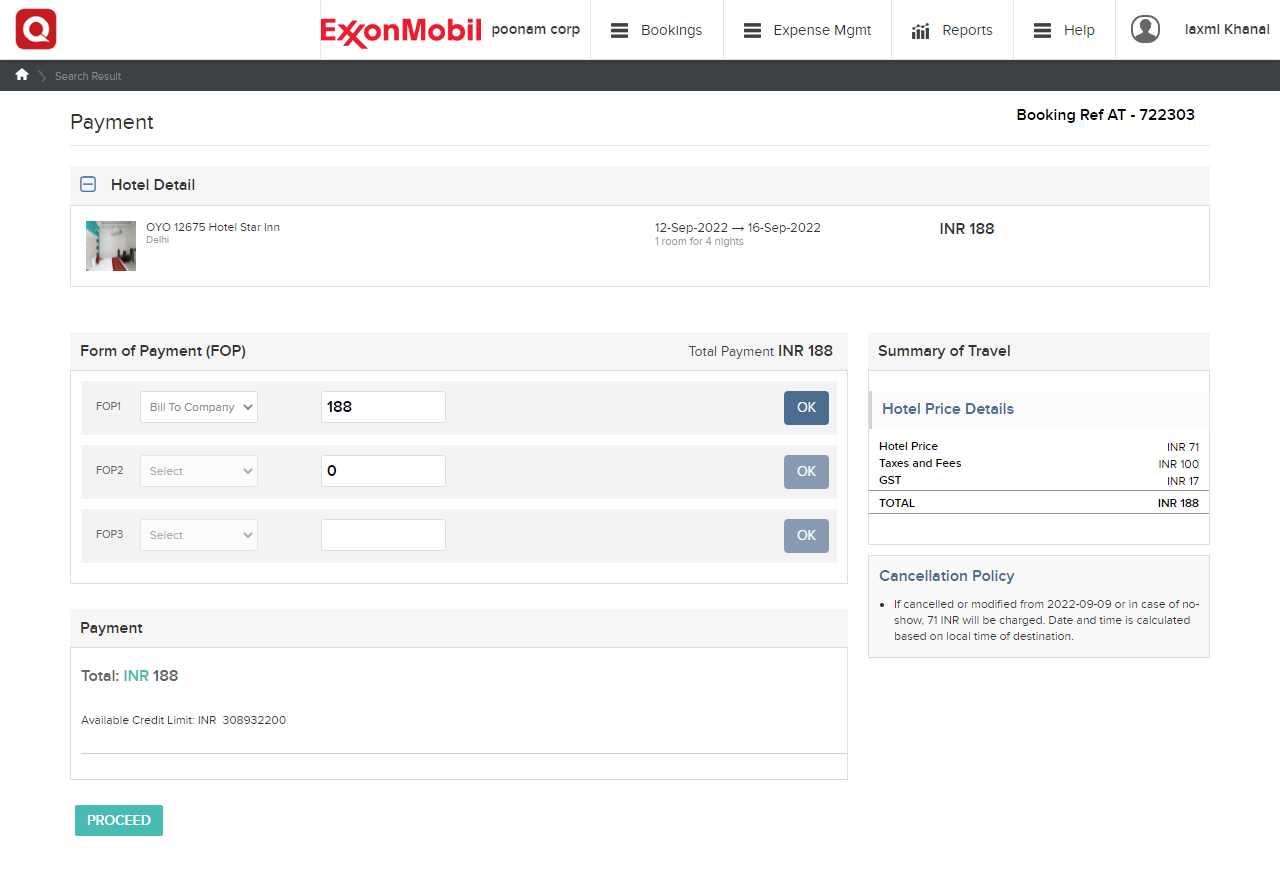 Q
ExxonMobil poonam corp Bookings Expense Mgmt Reports Help laxmi Khanal
Search Result
Payment
Booking Ref AT - 722303
Hotel Detail
OYO 12675 Hotel Star Inn
Delhi
12-Sep-2022 → 16-Sep-2022
1 room for 4 nights
INR 188
Form of Payment (FOP) Total Payment INR 188
FOP1 Bill To Company 188 OK
FOP2 Select 0 OK
FOP3 Select OK
Payment
Total: INR 188
Available Credit Limit: INR 308932200
PROCEED
Summary of Travel
Hotel Price Details
Hotel Price INR 71
Taxes and Fees INR 100
GST INR 17
TOTAL INR 188
Cancellation Policy
• If cancelled or modified from 2022-09-09 or in case of no-
show, 71 INR will be charged. Date and time is calculated
based on local time of destination.